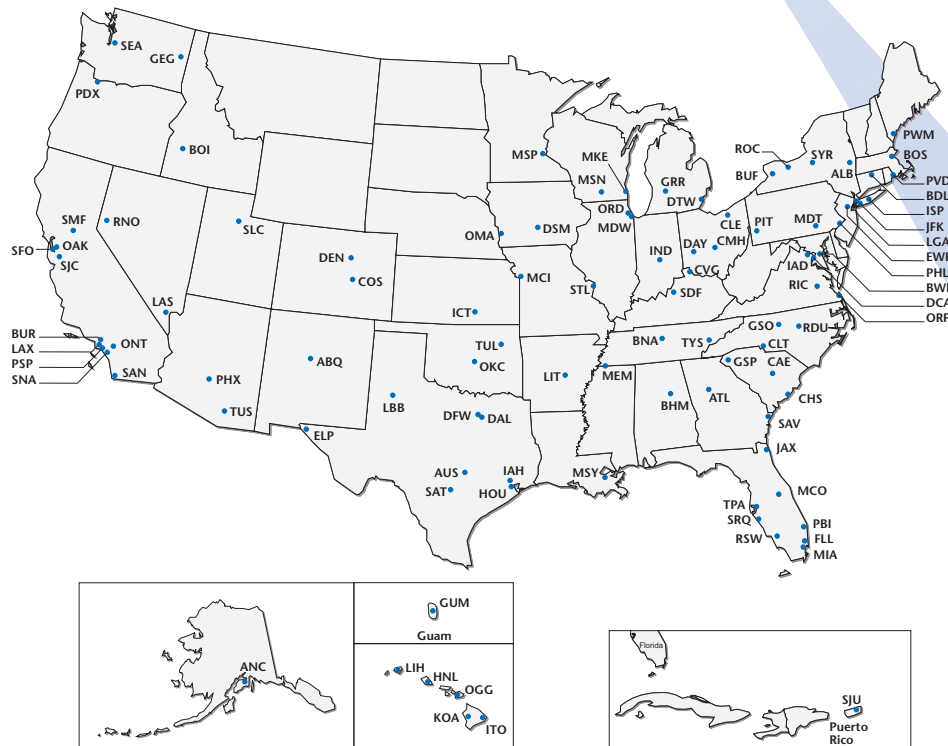 SEA
GEG
PDX
BOI
MSP
MKE
MSN
GRR
DTW
ROC
SYR
BUF
ALB
PWM
BOS
PVD
BDL
ISP
JFK
LGA
EWR
PHL
BWI
DCA
ORF
SMF
RNO
OAK
SFO
SJC
SLC
OMA
DSM
ORD
MDW
CLE
PIT
MDT
DEN
COS
IND
DAY
CMH
CVG
IAD
RIC
MCI
STL
SDF
LAS
ICT
BUR
LAX
PSP
SNA
ONT
SAN
ABQ
TUL
OKC
BNA
TYS
GSO
RDU
CLT
GSP
CAE
PHX
TUS
LBB
LIT
MEM
BHM
ATL
CHS
SAV
JAX
ELP
DFW
DAL
AUS
SAT
IAH
HOU
MSY
MCO
TPA
SRQ
RSW
PBI
FLL
MIA
GUM
Guam
ANC
LIH
HNL
OGG
KOA
ITO
Florida
SJU
Puerto
Rico